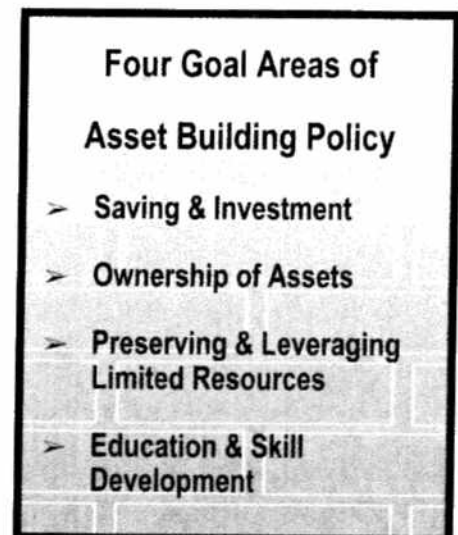 Four Goal Areas of
Asset Building Policy
➢ Saving & Investment
➢ Ownership of Assets
➢ Preserving & Leveraging
Limited Resources
➢ Education & Skill
Development